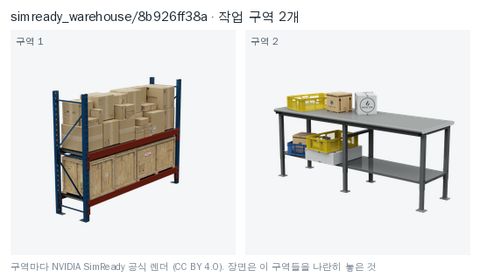 simready_warehouse/8b926ff38a · 작업 구역 2개
구역 1
구역 2
구역마다 NVIDIA SimReady 공식 렌더 (CC BY 4.0). 장면은 이 구역들을 나란히 놓은 것